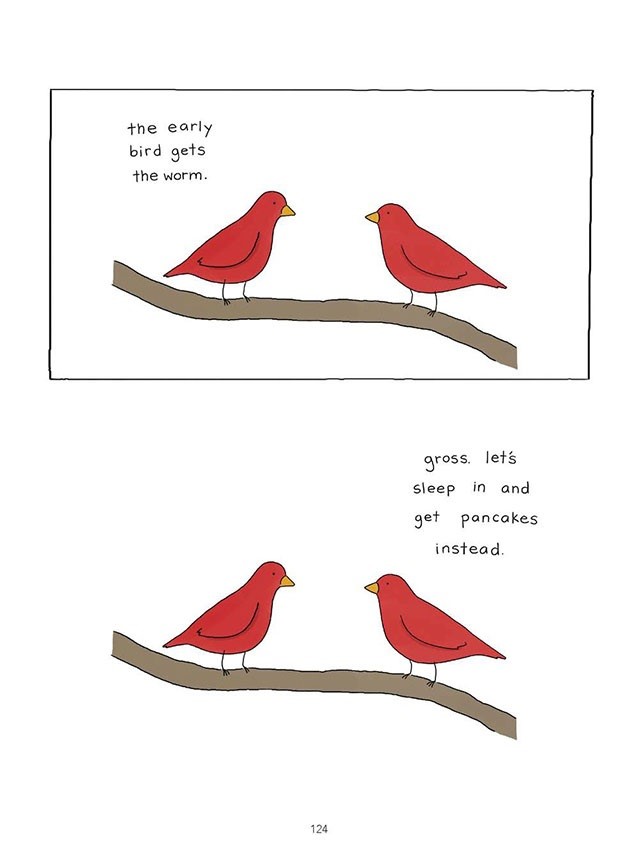 the early
bird gets
the worm.
gross. let's
sleep in and
get pancakes
instead.
124